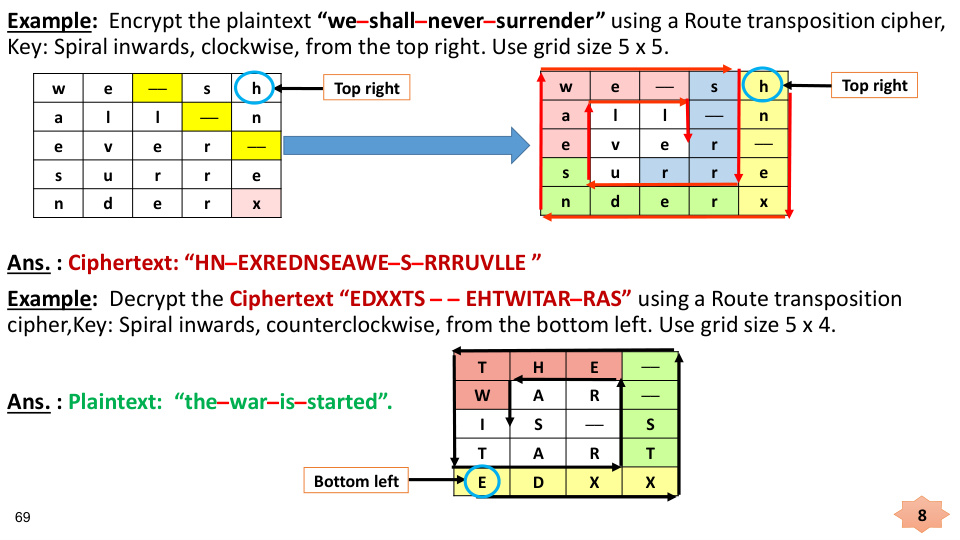 Example: Encrypt the plaintext “we–shall–never–surrender” using a Route transposition cipher,
Key: Spiral inwards, clockwise, from the top right. Use grid size 5 x 5.
w e — s h
a l l — n
e v e r —
s u r r e
n d e r x
Top right
w e — s h
a l l — n
e v e r —
s u r r e
n d e r x
Top right
Ans. : Ciphertext: “HN–EXREDNSEAWE–S–RRRUVLLE ”
Example: Decrypt the Ciphertext “EDXXTS – – EHTWITAR–RAS” using a Route transposition
cipher,Key: Spiral inwards, counterclockwise, from the bottom left. Use grid size 5 x 4.
Ans. : Plaintext: “the–war–is–started”.
T H E —
W A R —
I S — S
T A R T
E D X X
Bottom left
69
8